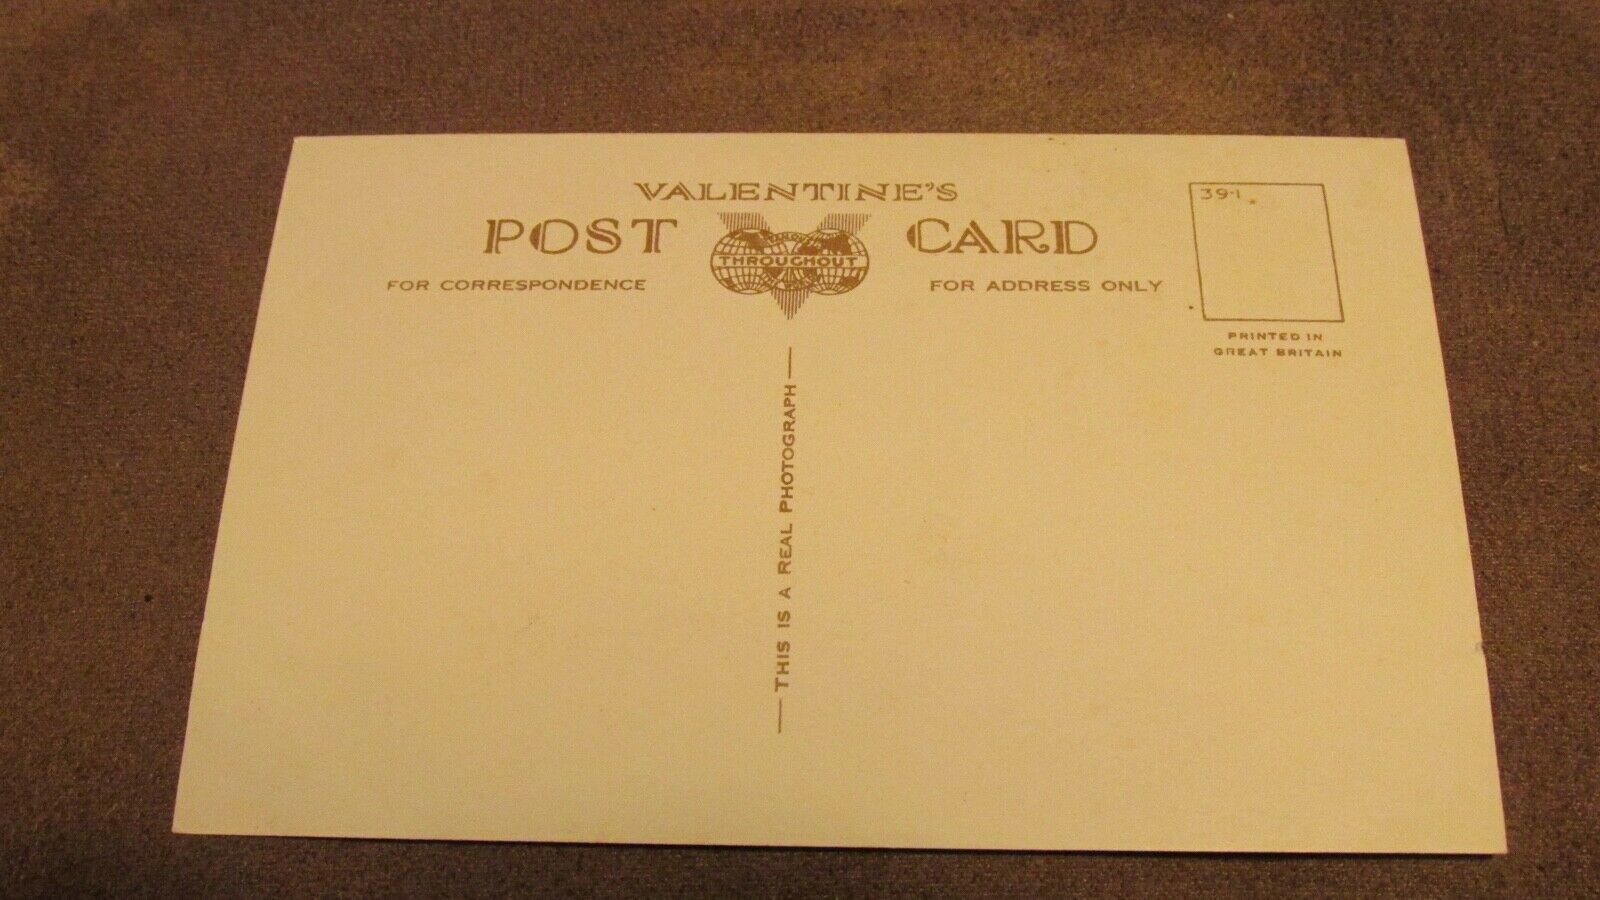 VALENTINE'S
POST CARD
THROUGHOUT
FOR CORRESPONDENCE
FOR ADDRESS ONLY
39-1
PRINTED IN
GREAT BRITAIN
THIS IS A REAL PHOTOGRAPH